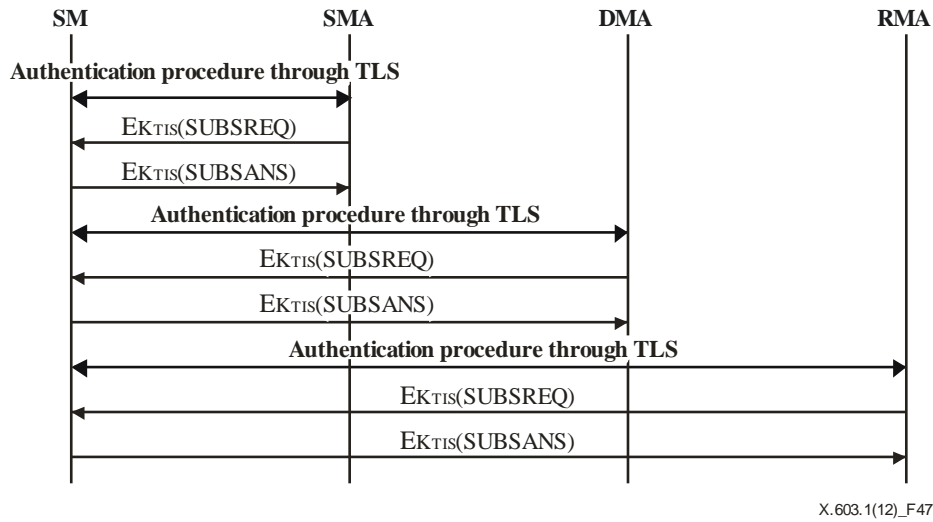 SM SMA DMA RMA
Authentication procedure through TLS
EKTIS(SUBSREQ)
EKTIS(SUBSANS)
Authentication procedure through TLS
EKTIS(SUBSREQ)
EKTIS(SUBSANS)
Authentication procedure through TLS
EKTIS(SUBSREQ)
EKTIS(SUBSANS)
X.603.1(12)_F47